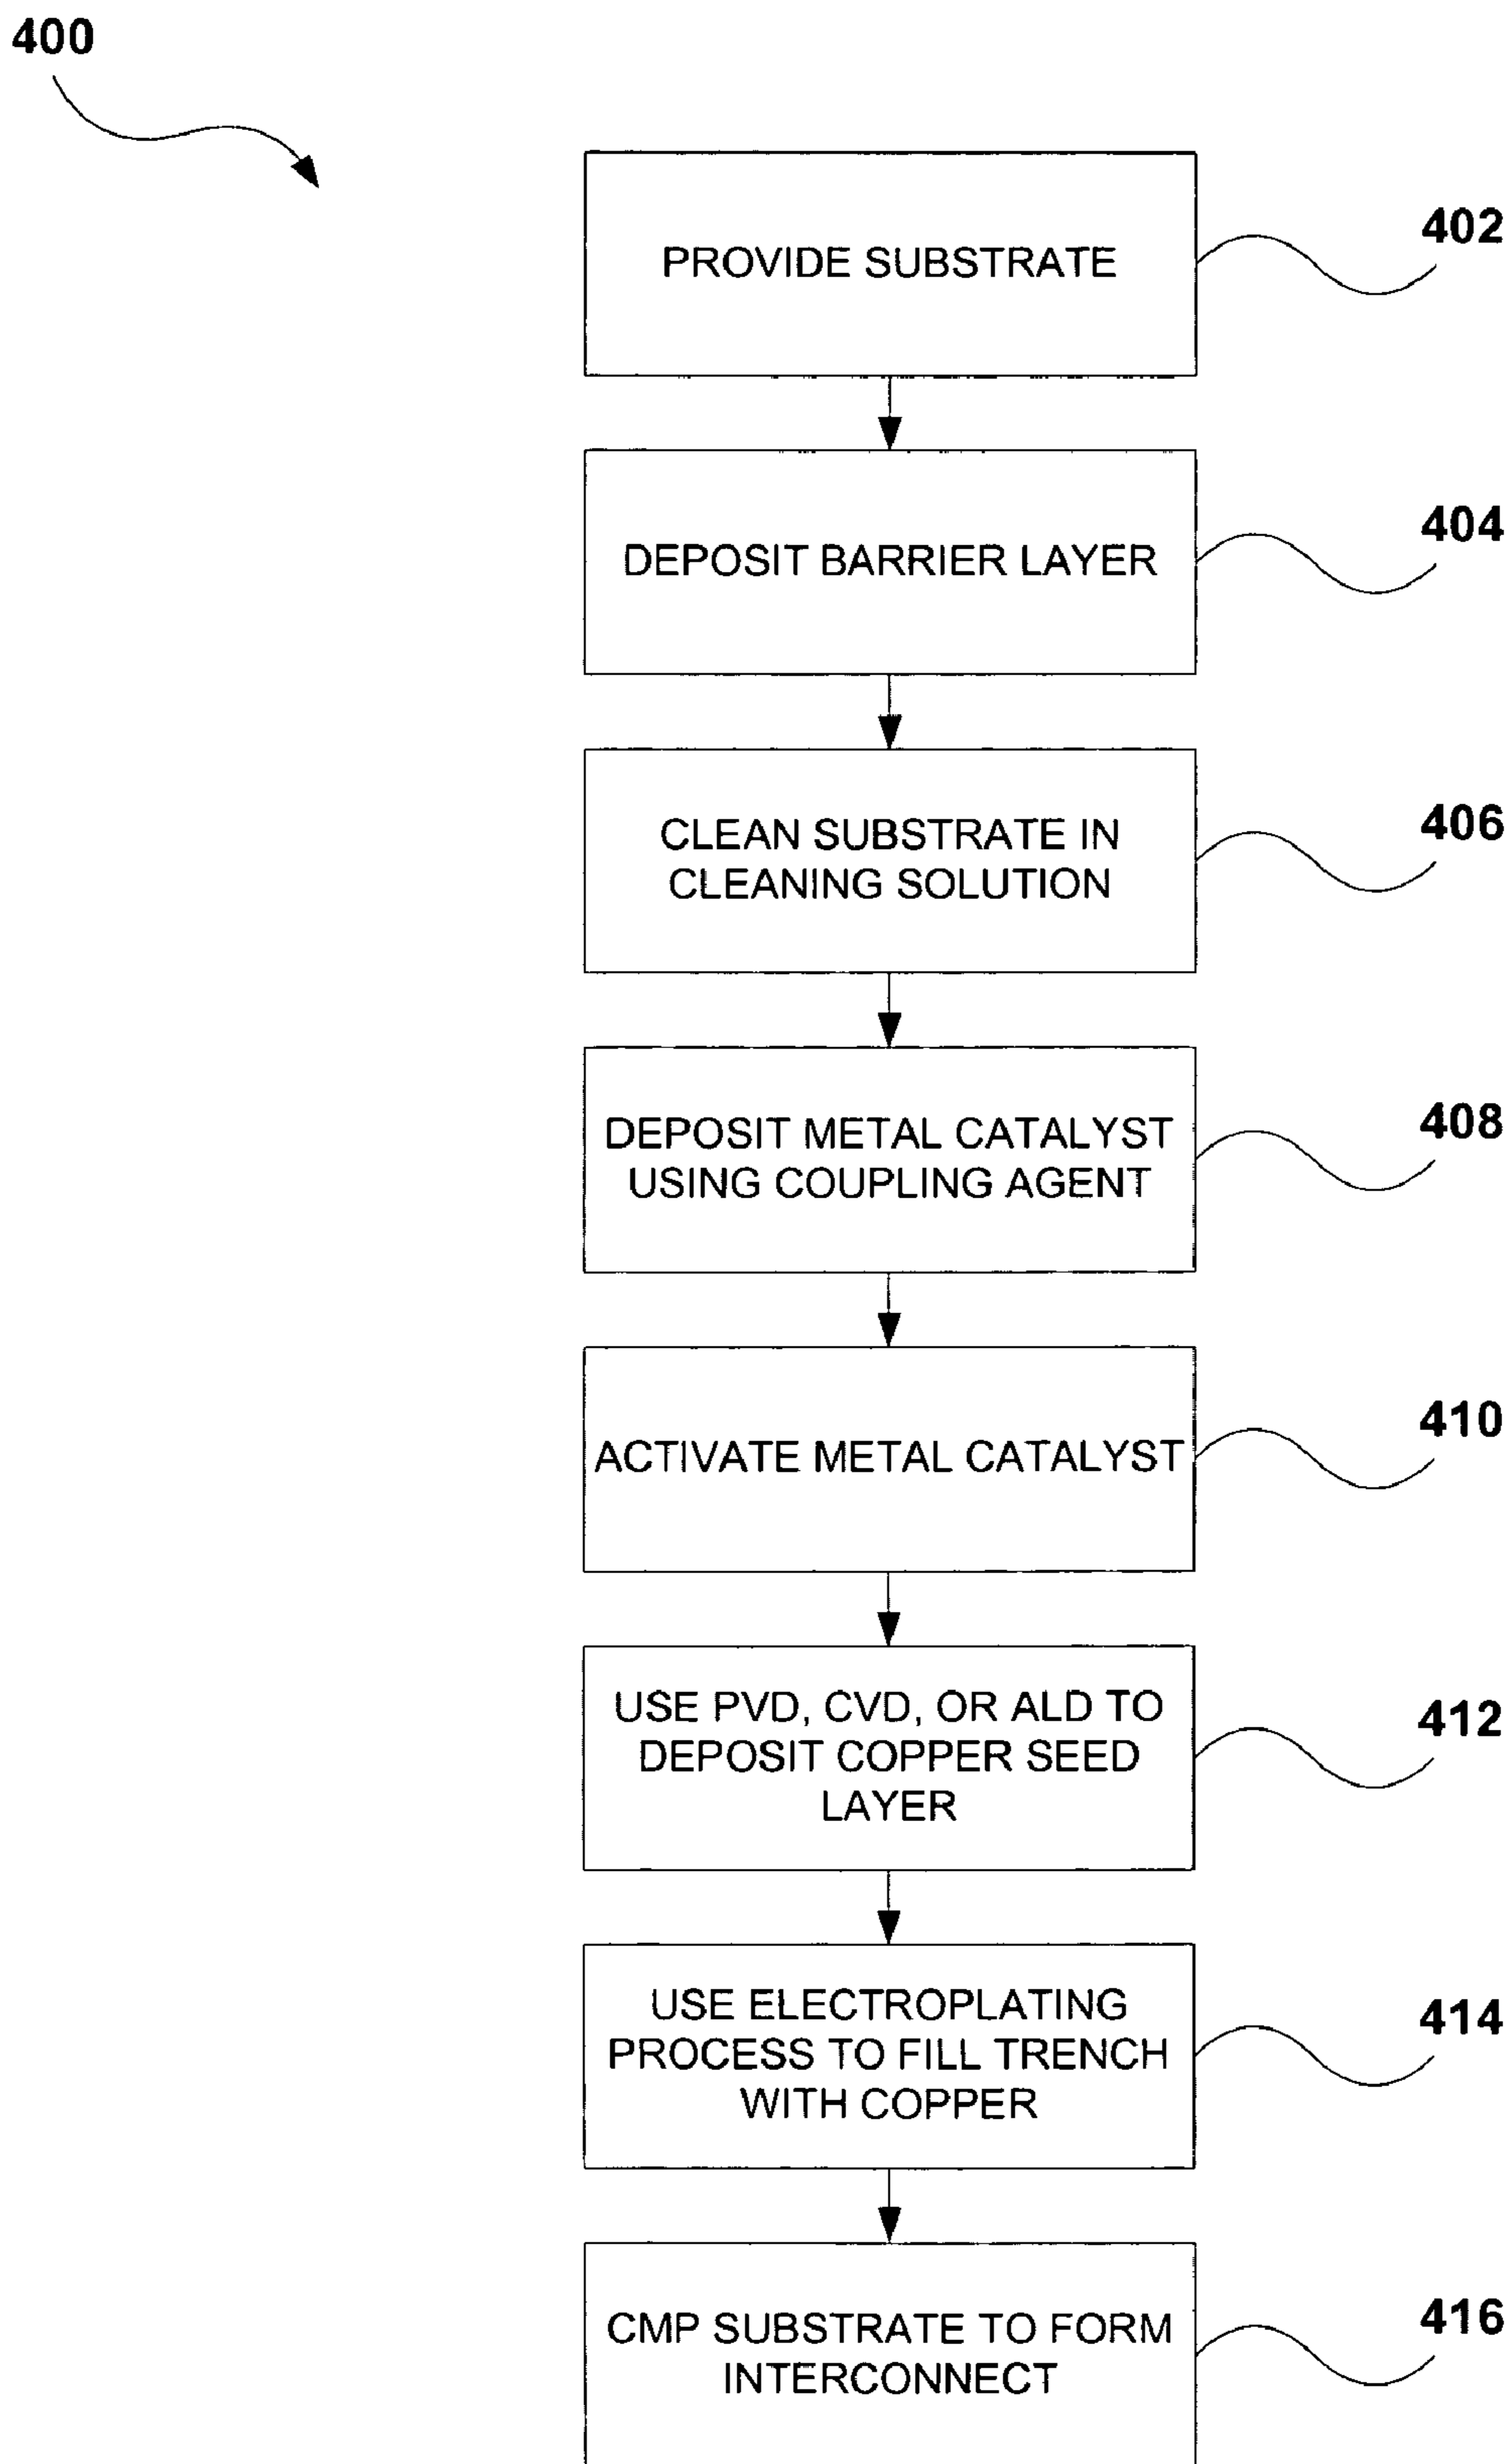 400
PROVIDE SUBSTRATE
402
DEPOSIT BARRIER LAYER
404
CLEAN SUBSTRATE IN
CLEANING SOLUTION
406
DEPOSIT METAL CATALYST
USING COUPLING AGENT
408
ACTIVATE METAL CATALYST
410
USE PVD, CVD, OR ALD TO
DEPOSIT COPPER SEED
LAYER
412
USE ELECTROPLATING
PROCESS TO FILL TRENCH
WITH COPPER
414
CMP SUBSTRATE TO FORM
INTERCONNECT
416